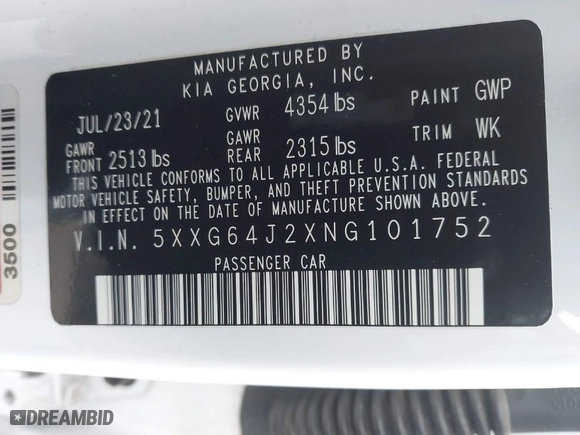 MANUFACTURED BY
KIA GEORGIA, INC.
JUL/23/21 GVWR 4354 lbs PAINT GWP
GAWR FRONT 2513 lbs GAWR REAR 2315 lbs TRIM WK
THIS VEHICLE CONFORMS TO ALL APPLICABLE U.S.A. FEDERAL
MOTOR VEHICLE SAFETY, BUMPER, AND THEFT PREVENTION STANDARDS
IN EFFECT ON THE DATE OF MANUFACTURE SHOWN ABOVE.
V.I.N. 5XXG64J2XNG101752
PASSENGER CAR
3500
DREAMBID